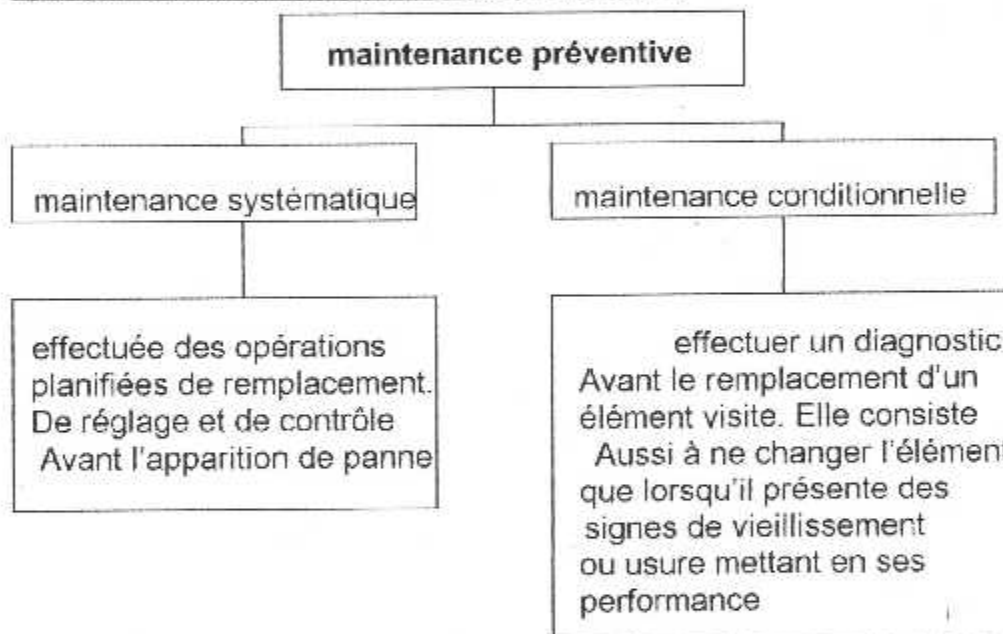 maintenance préventive
maintenance systématique
maintenance conditionnelle
effectuée des opérations
planifiées de remplacement.
De réglage et de contrôle
Avant l'apparition de panne
effectuer un diagnostic
Avant le remplacement d'un
élément visite. Elle consiste
Aussi à ne changer l'élément
que lorsqu'il présente des
signes de vieillissement
ou usure mettant en ses
performance